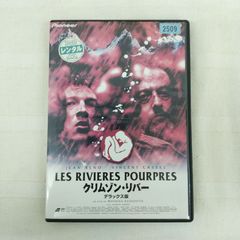 Pioneer
2509
レンタル
JEAN RENO VINCENT CASSEL
LES RIVIERES POURPRES
クリムゾン・リバー
デラックス版